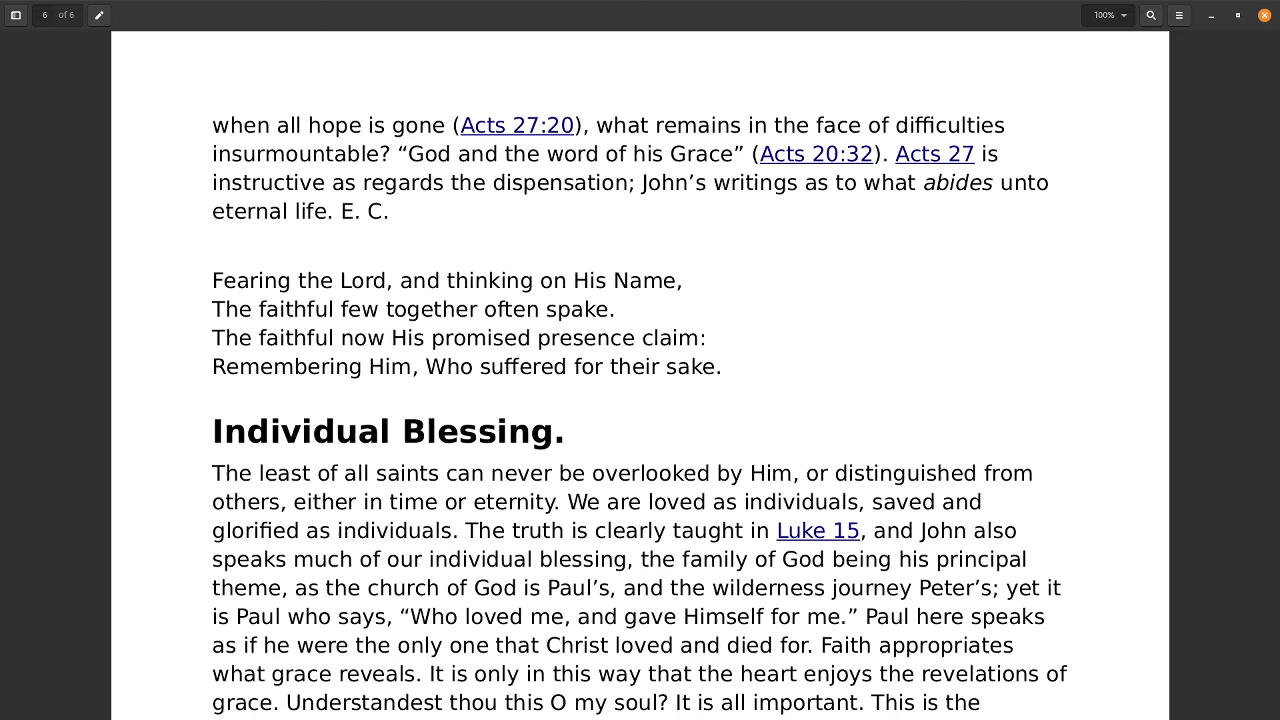 6 of 6
100%
when all hope is gone (Acts 27:20), what remains in the face of difficulties
insurmountable? “God and the word of his Grace” (Acts 20:32). Acts 27 is
instructive as regards the dispensation; John’s writings as to what abides unto
eternal life. E. C.
Fearing the Lord, and thinking on His Name,
The faithful few together often spake.
The faithful now His promised presence claim:
Remembering Him, Who suffered for their sake.
Individual Blessing.
The least of all saints can never be overlooked by Him, or distinguished from
others, either in time or eternity. We are loved as individuals, saved and
glorified as individuals. The truth is clearly taught in Luke 15, and John also
speaks much of our individual blessing, the family of God being his principal
theme, as the church of God is Paul’s, and the wilderness journey Peter’s; yet it
is Paul who says, “Who loved me, and gave Himself for me.” Paul here speaks
as if he were the only one that Christ loved and died for. Faith appropriates
what grace reveals. It is only in this way that the heart enjoys the revelations of
grace. Understandest thou this O my soul? It is all important. This is the